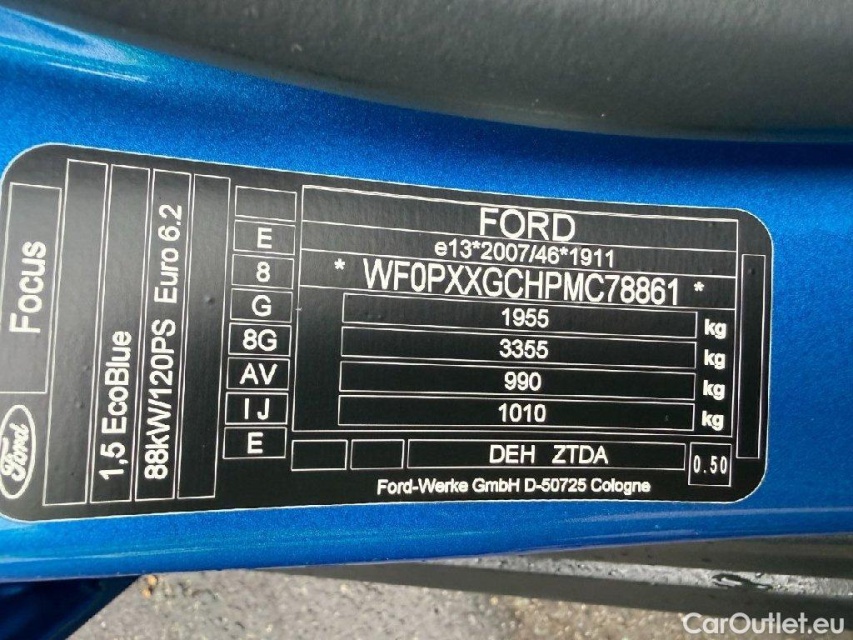 FORD
e13*2007/46*1911
* WF0PXXGCHPMC78861 *
1955 kg
3355 kg
990 kg
1010 kg
DEH ZTDA
0.50
Ford-Werke GmbH D-50725 Cologne
E
8
G
8G
AV
IJ
E
Focus
1,5 EcoBlue
88kW/120PS Euro 6.2
Ford
CarOutlet.eu